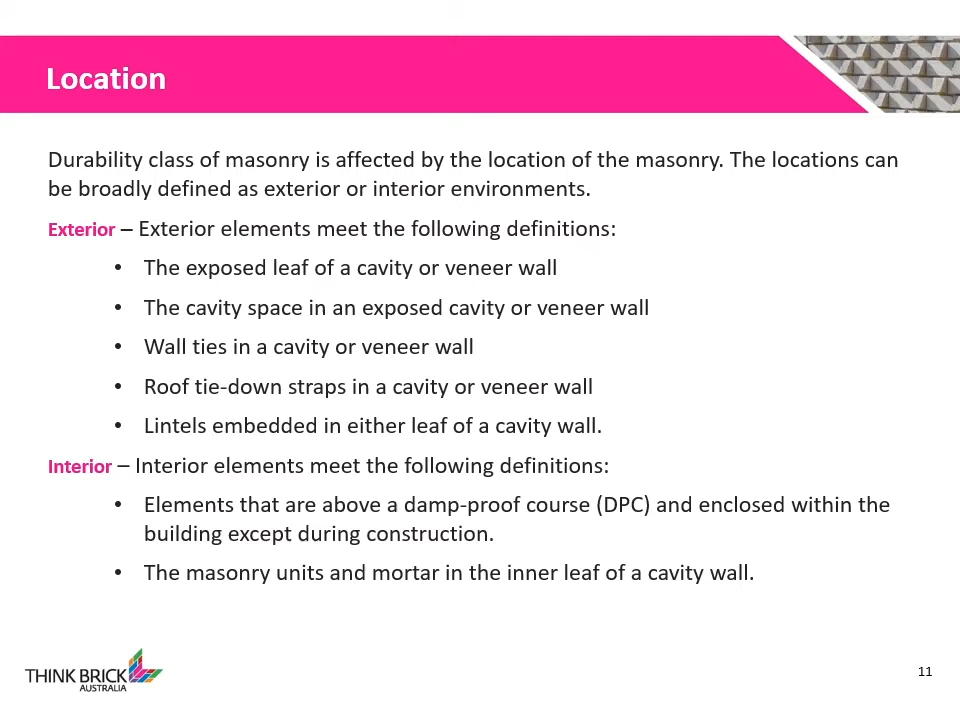 Location
Durability class of masonry is affected by the location of the masonry. The locations can
be broadly defined as exterior or interior environments.
Exterior – Exterior elements meet the following definitions:
• The exposed leaf of a cavity or veneer wall
• The cavity space in an exposed cavity or veneer wall
• Wall ties in a cavity or veneer wall
• Roof tie-down straps in a cavity or veneer wall
• Lintels embedded in either leaf of a cavity wall.
Interior – Interior elements meet the following definitions:
• Elements that are above a damp-proof course (DPC) and enclosed within the
building except during construction.
• The masonry units and mortar in the inner leaf of a cavity wall.
THINK BRICK
AUSTRALIA
11